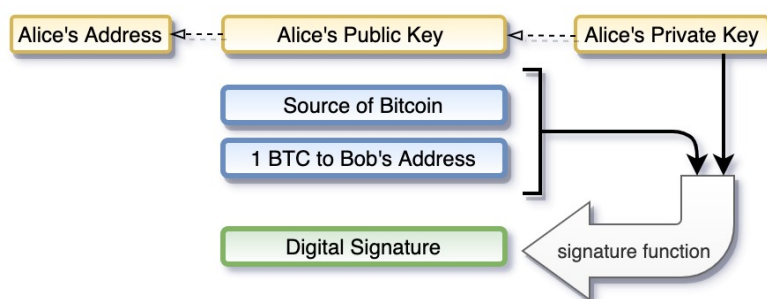 Alice's Address
Alice's Public Key
Alice's Private Key
Source of Bitcoin
1 BTC to Bob's Address
Digital Signature
signature function